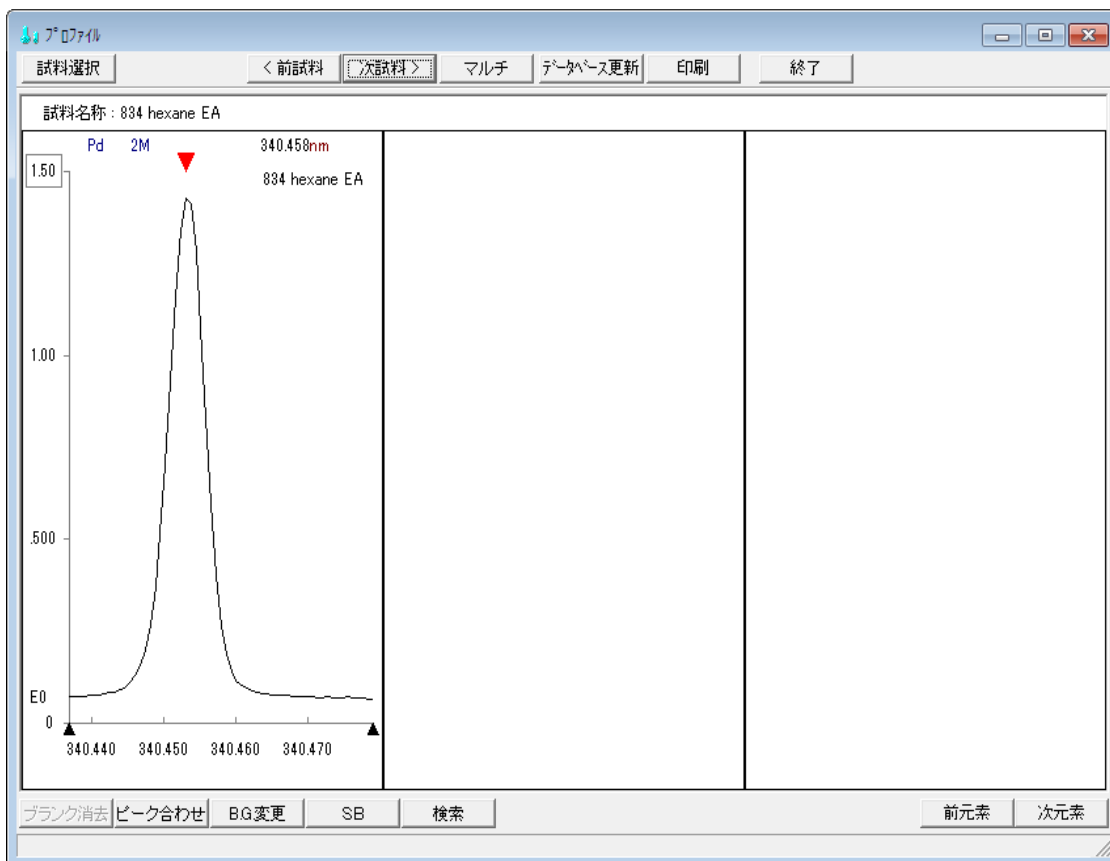 プロファイル
試料選択 < 前試料 次試料 > マルチ データベース更新 印刷 終了
試料名称 : 834 hexane EA
Pd 2M 340.458nm
834 hexane EA
1.50
1.00
.500
E0
0
340.440 340.450 340.460 340.470
ブランク消去 ピーク合わせ BG変更 SB 検索 前元素 次元素